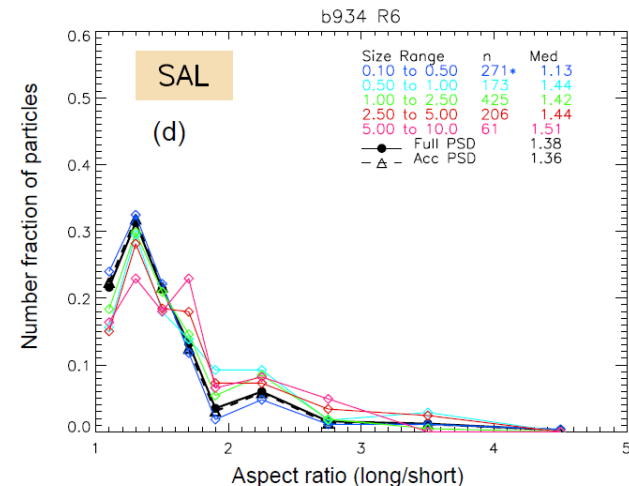 b934 R6
SAL
(d)
Size Range n Med
0.10 to 0.50 271* 1.13
0.50 to 1.00 173 1.44
1.00 to 2.50 425 1.42
2.50 to 5.00 206 1.44
5.00 to 10.0 61 1.51
Full PSD 1.38
Acc PSD 1.36
Number fraction of particles
0.6
0.5
0.4
0.3
0.2
0.1
0.0
1 2 3 4 5
Aspect ratio (long/short)